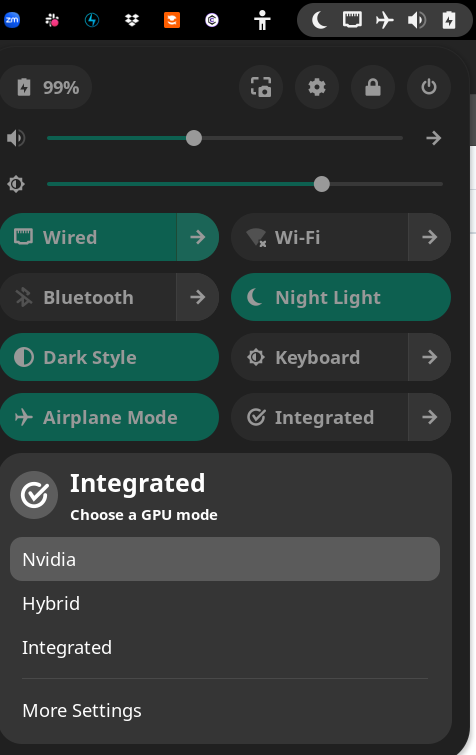 zm
99%
Wired
Wi-Fi
Bluetooth
Night Light
Dark Style
Keyboard
Airplane Mode
Integrated
Integrated
Choose a GPU mode
Nvidia
Hybrid
Integrated
More Settings